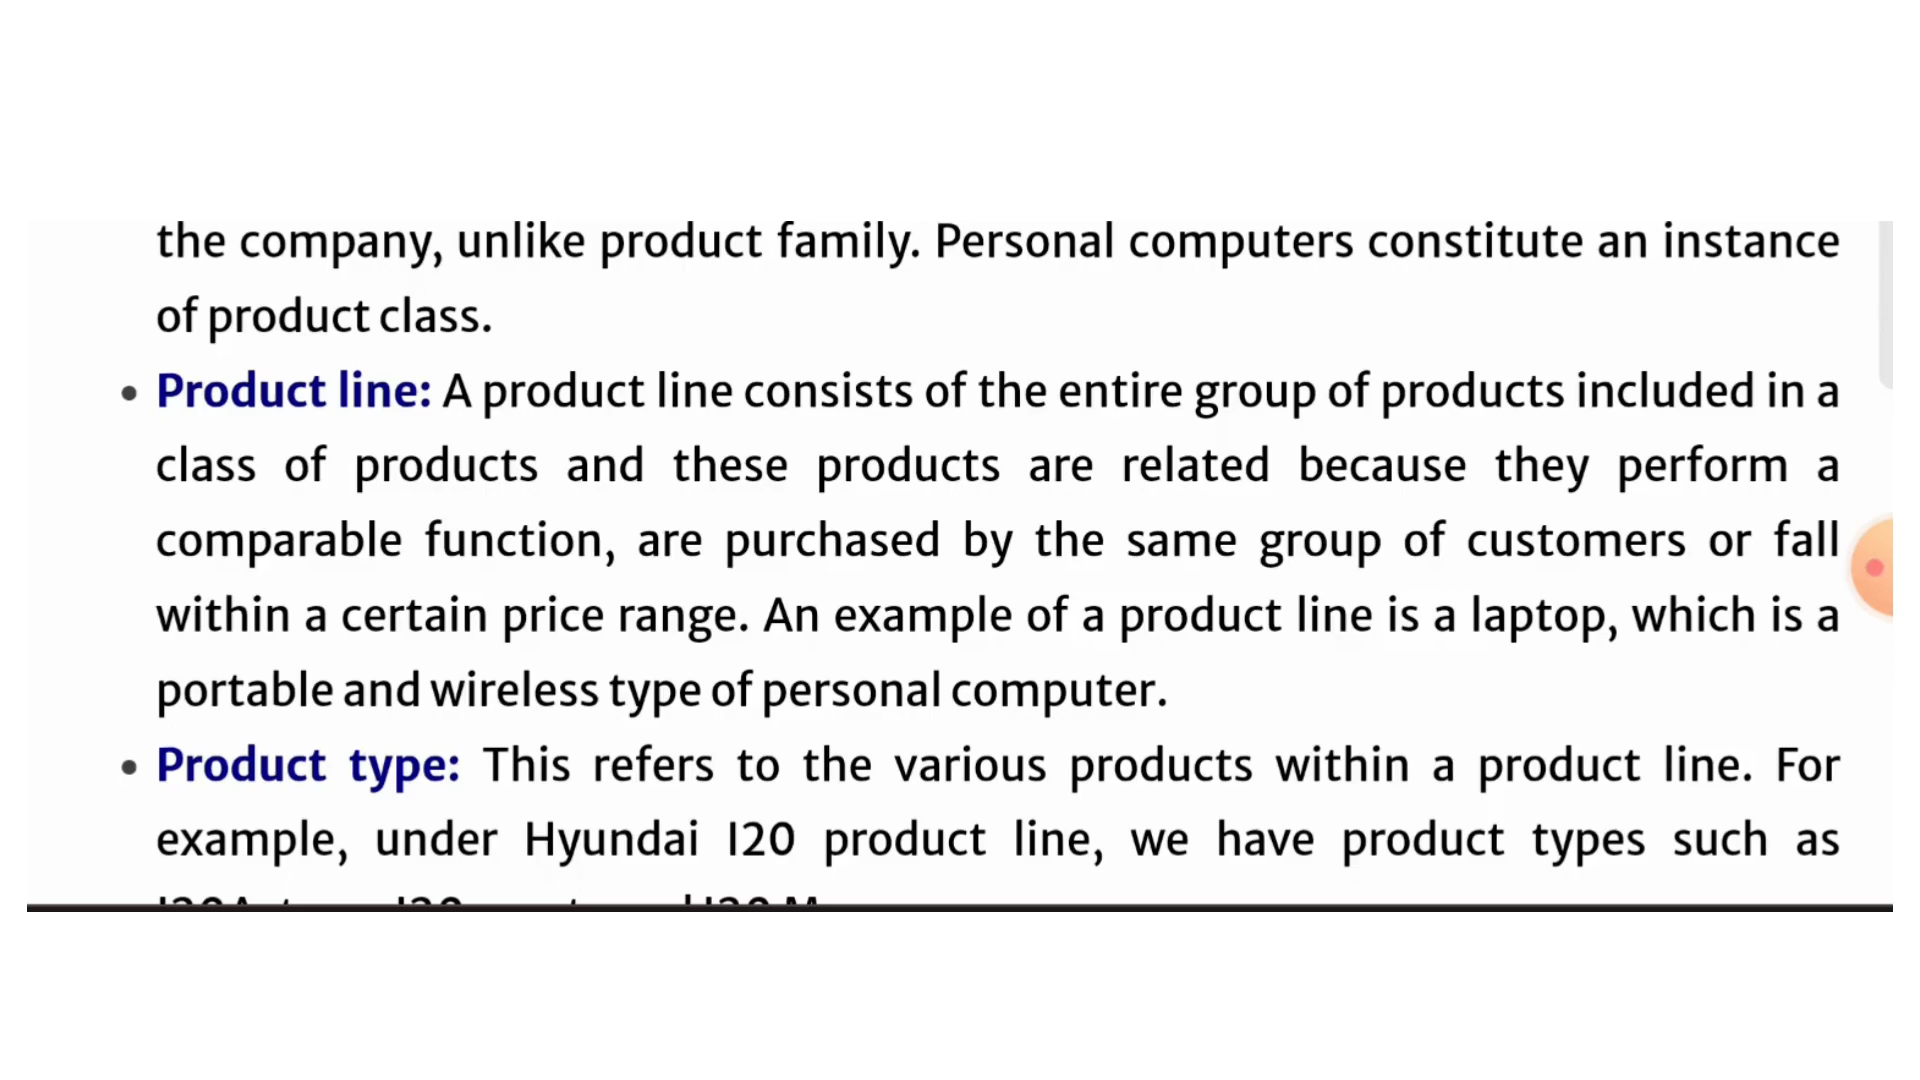 the company, unlike product family. Personal computers constitute an instance
of product class.
• Product line: A product line consists of the entire group of products included in a
class of products and these products are related because they perform a
comparable function, are purchased by the same group of customers or fall
within a certain price range. An example of a product line is a laptop, which is a
portable and wireless type of personal computer.
• Product type: This refers to the various products within a product line. For
example, under Hyundai I20 product line, we have product types such as